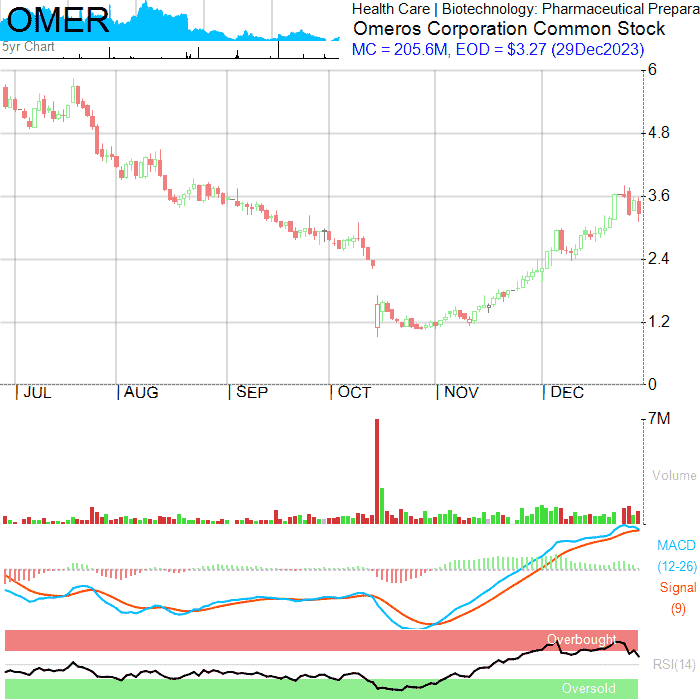 OMER
5yr Chart
Health Care | Biotechnology: Pharmaceutical Prepara
Omeros Corporation Common Stock
MC = 205.6M, EOD = $3.27 (29Dec2023)
6
4.8
3.6
2.4
1.2
0
| JUL | AUG | SEP | OCT | NOV | DEC
7M
Volume
MACD
(12-26)
Signal
(9)
Overbought
RSI(14)
Oversold